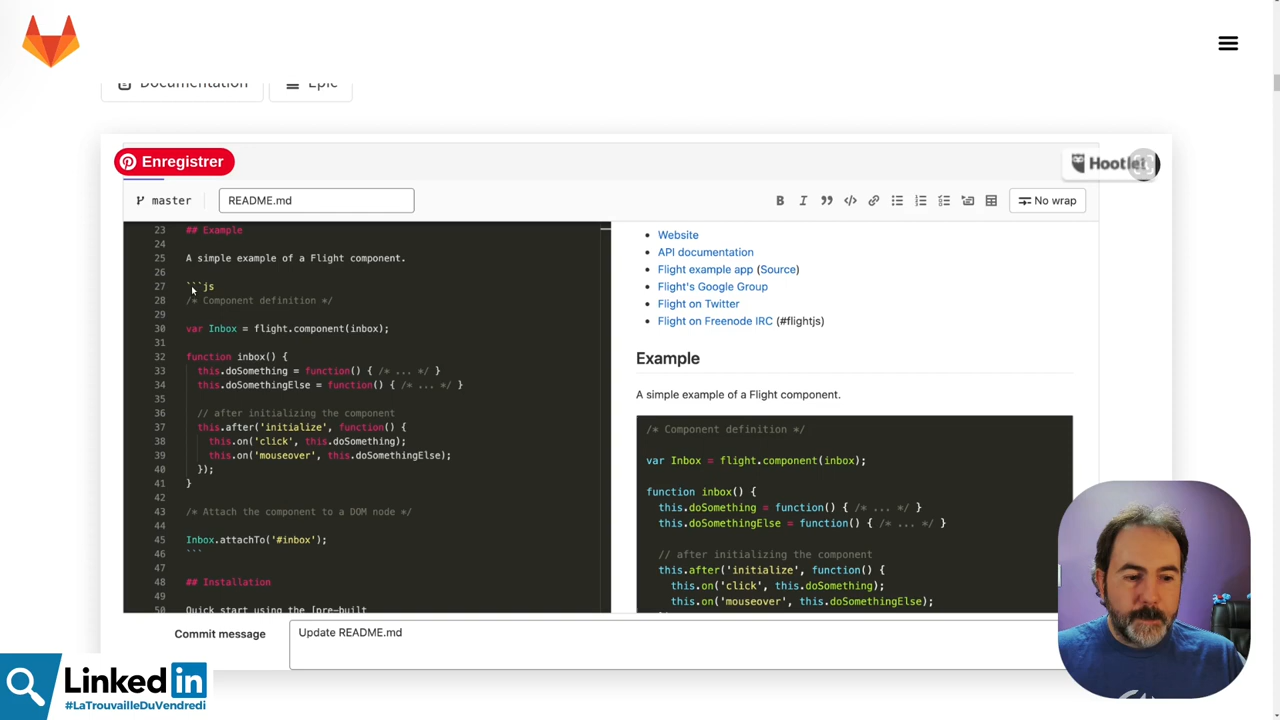 Documentation
Epic
Enregistrer
Hootlet
master
README.md
No wrap
23 ## Example
24
25 A simple example of a Flight component.
26
27 ```js
28 /* Component definition */
29
30 var Inbox = flight.component(inbox);
31
32 function inbox() {
33 this.doSomething = function() { /* ... */ }
34 this.doSomethingElse = function() { /* ... */ }
35
36 // after initializing the component
37 this.after('initialize', function() {
38 this.on('click', this.doSomething);
39 this.on('mouseover', this.doSomethingElse);
40 });
41 }
42
43 /* Attach the component to a DOM node */
44
45 Inbox.attachTo('#inbox');
46 ```
47
48 ## Installation
49
50 Quick start using the [pre-built
Website
API documentation
Flight example app (Source)
Flight's Google Group
Flight on Twitter
Flight on Freenode IRC (#flightjs)
Example
A simple example of a Flight component.
/* Component definition */
var Inbox = flight.component(inbox);
function inbox() {
this.doSomething = function() { /* ... */ }
this.doSomethingElse = function() { /* ... */ }
// after initializing the component
this.after('initialize', function() {
this.on('click', this.doSomething);
this.on('mouseover', this.doSomethingElse);
Commit message
Update README.md
Linked in
#LaTrouvailleDuVendredi